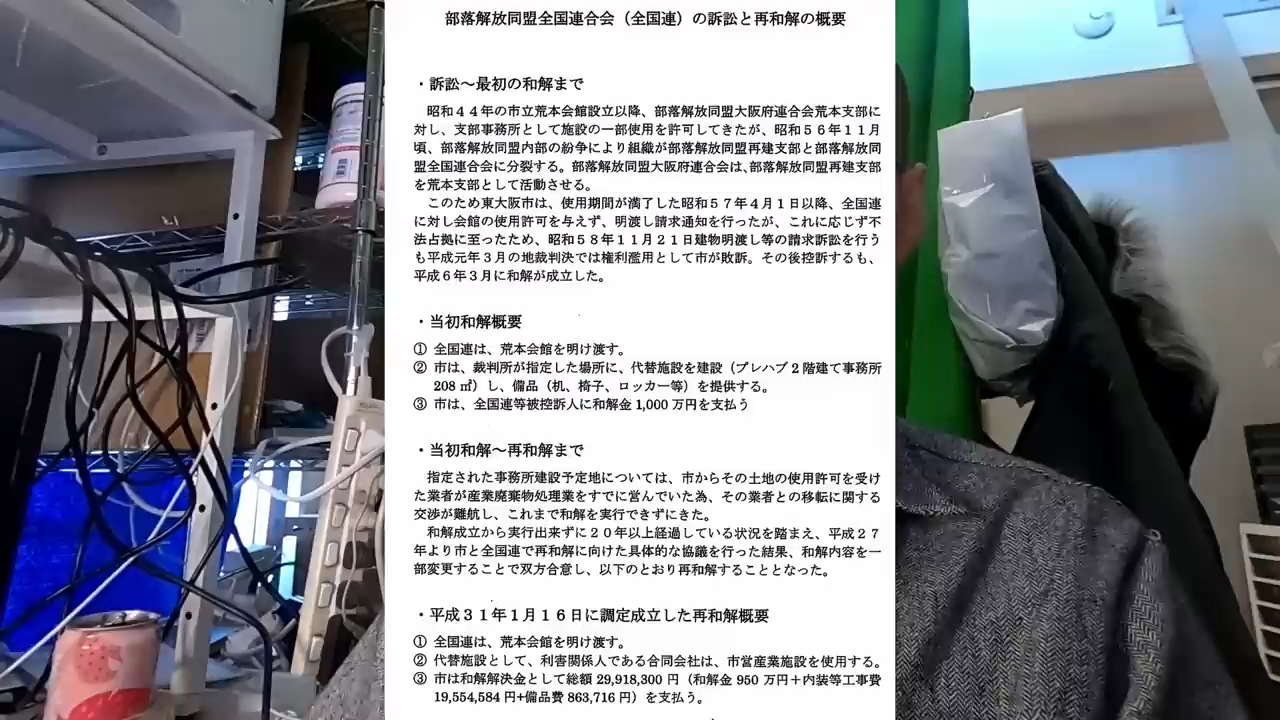 部落解放同盟全国連合会（全国連）の訴訟と再和解の概要
・訴訟～最初の和解まで
昭和４４年の市立荒本会館設立以降、部落解放同盟大阪府連合会荒本支部に
対し、支部事務所として施設の一部使用を許可してきたが、昭和５６年１１月
頃、部落解放同盟内部の紛争により組織が部落解放同盟再建支部と部落解放同
盟全国連合会に分裂する。部落解放同盟大阪府連合会は、部落解放同盟再建支部
を荒本支部として活動させる。
このため東大阪市は、使用期間が満了した昭和５７年４月１日以降、全国連
に対し会館の使用許可を与えず、明渡し請求通知を行ったが、これに応じず不
法占拠に至ったため、昭和５８年１１月２１日建物明渡し等の請求訴訟を行う
も平成元年３月の地裁判決では権利濫用として市が敗訴。その後控訴するも、
平成６年３月に和解が成立した。
・当初和解概要
① 全国連は、荒本会館を明け渡す。
② 市は、裁判所が指定した場所に、代替施設を建設（プレハブ２階建て事務所
208 ㎡）し、備品（机、椅子、ロッカー等）を提供する。
③ 市は、全国連等被控訴人に和解金 1,000 万円を支払う
・当初和解～再和解まで
指定された事務所建設予定地については、市からその土地の使用許可を受け
た業者が産業廃棄物処理業をすでに営んでいた為、その業者との移転に関する
交渉が難航し、これまで和解を実行できずにきた。
和解成立から実行出来ずに２０年以上経過している状況を踏まえ、平成２７
年より市と全国連で再和解に向けた具体的な協議を行った結果、和解内容を一
部変更することで双方合意し、以下のとおり再和解することとなった。
・平成３１年１月１６日に調定成立した再和解概要
① 全国連は、荒本会館を明け渡す。
② 代替施設として、利害関係人である合同会社は、市営産業施設を使用する。
③ 市は和解解決金として総額 29,918,300 円（和解金 950 万円＋内装等工事費
19,554,584 円+備品費 863,716 円）を支払う。